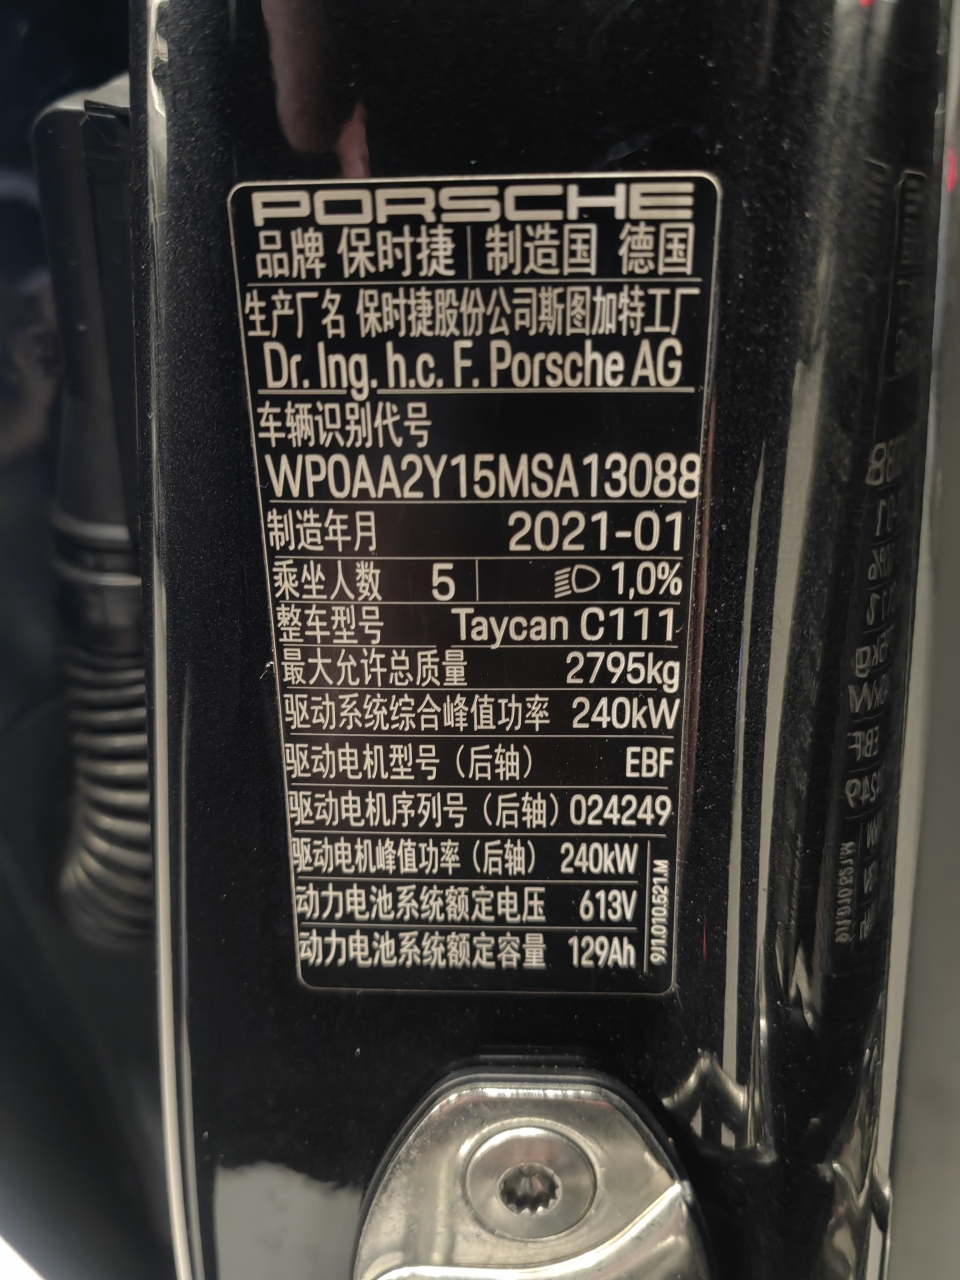 PORSCHE
品牌 保时捷 制造国 德国
生产厂名 保时捷股份公司斯图加特工厂
Dr. Ing. h.c. F. Porsche AG
车辆识别代号
WP0AA2Y15MSA13088
制造年月 2021-01
乘坐人数 5 1,0%
整车型号 Taycan C111
最大允许总质量 2795kg
驱动系统综合峰值功率 240kW
驱动电机型号（后轴） EBF
驱动电机序列号（后轴）024249
驱动电机峰值功率（后轴） 240kW
动力电池系统额定电压 613V
动力电池系统额定容量 129Ah
9J1.010.521.M